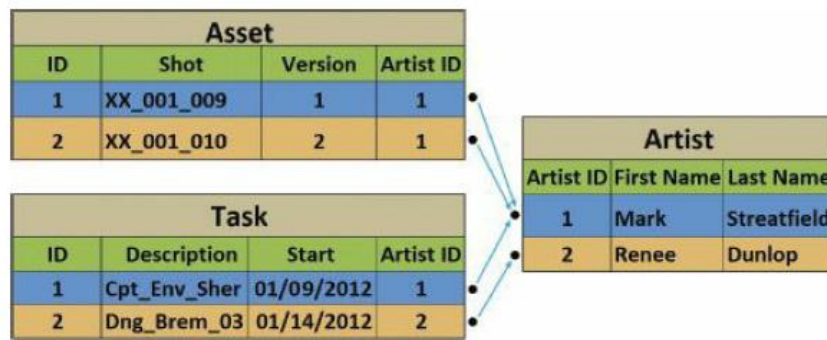 Asset
ID Shot Version Artist ID
1 XX_001_009 1 1
2 XX_001_010 2 1
Task
ID Description Start Artist ID
1 Cpt_Env_Sher 01/09/2012 1
2 Dng_Brem_03 01/14/2012 2
Artist
Artist ID First Name Last Name
1 Mark Streatfield
2 Renee Dunlop